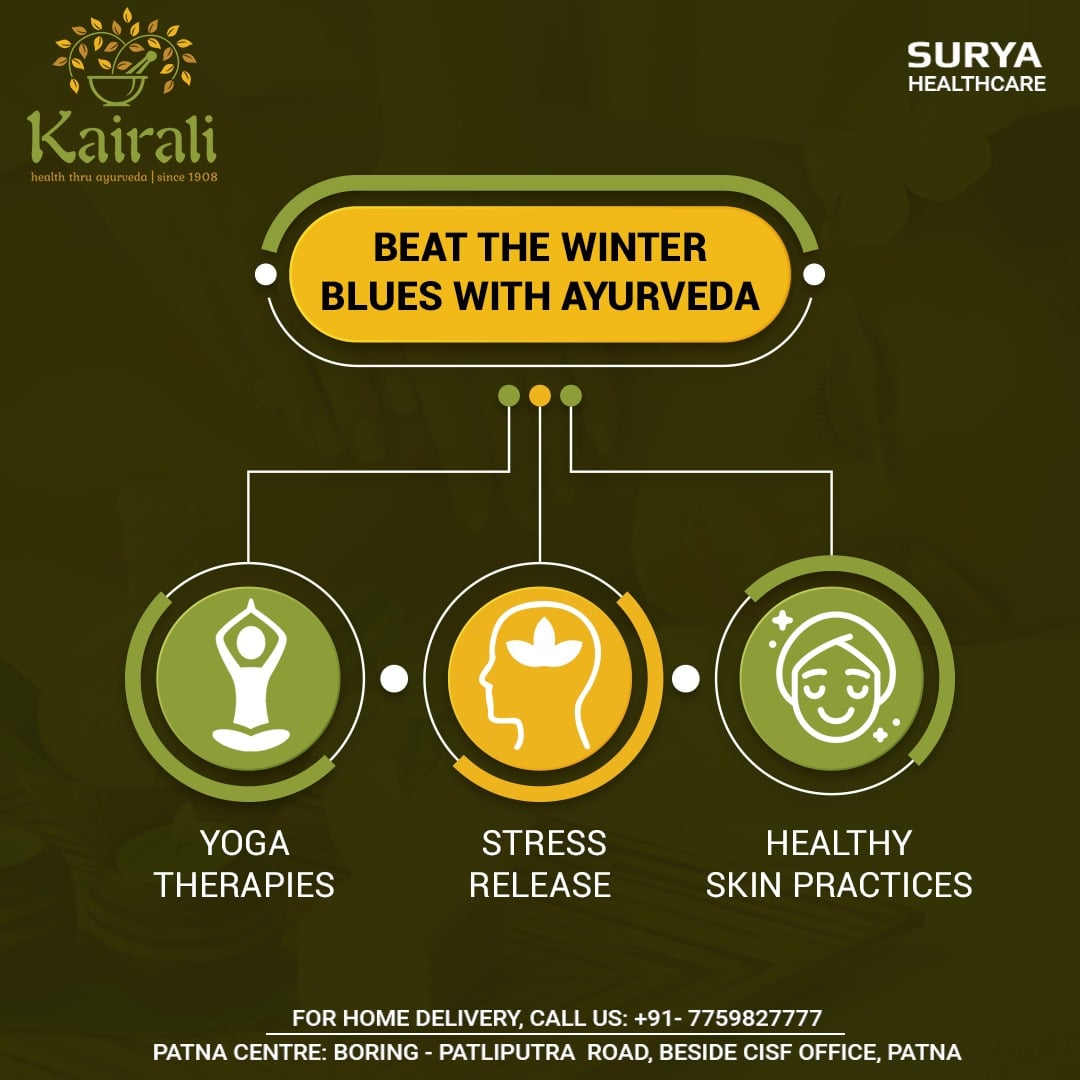 Kairali
health thru ayurveda | since 1908
SURYA
HEALTHCARE
BEAT THE WINTER
BLUES WITH AYURVEDA
YOGA
THERAPIES
STRESS
RELEASE
HEALTHY
SKIN PRACTICES
FOR HOME DELIVERY, CALL US: +91- 7759827777
PATNA CENTRE: BORING - PATLIPUTRA ROAD, BESIDE CISF OFFICE, PATNA